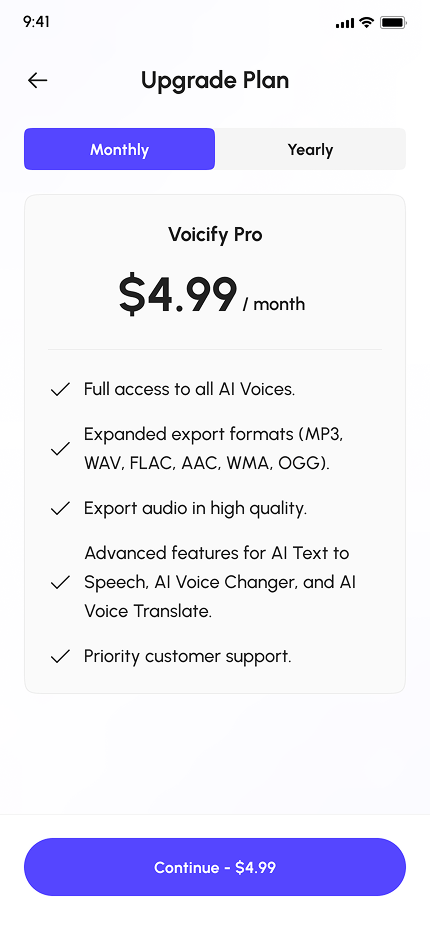 9:41
Upgrade Plan
Monthly
Yearly
Voicify Pro
$4.99 / month
Full access to all AI Voices.
Expanded export formats (MP3,
WAV, FLAC, AAC, WMA, OGG).
Export audio in high quality.
Advanced features for AI Text to
Speech, AI Voice Changer, and AI
Voice Translate.
Priority customer support.
Continue - $4.99